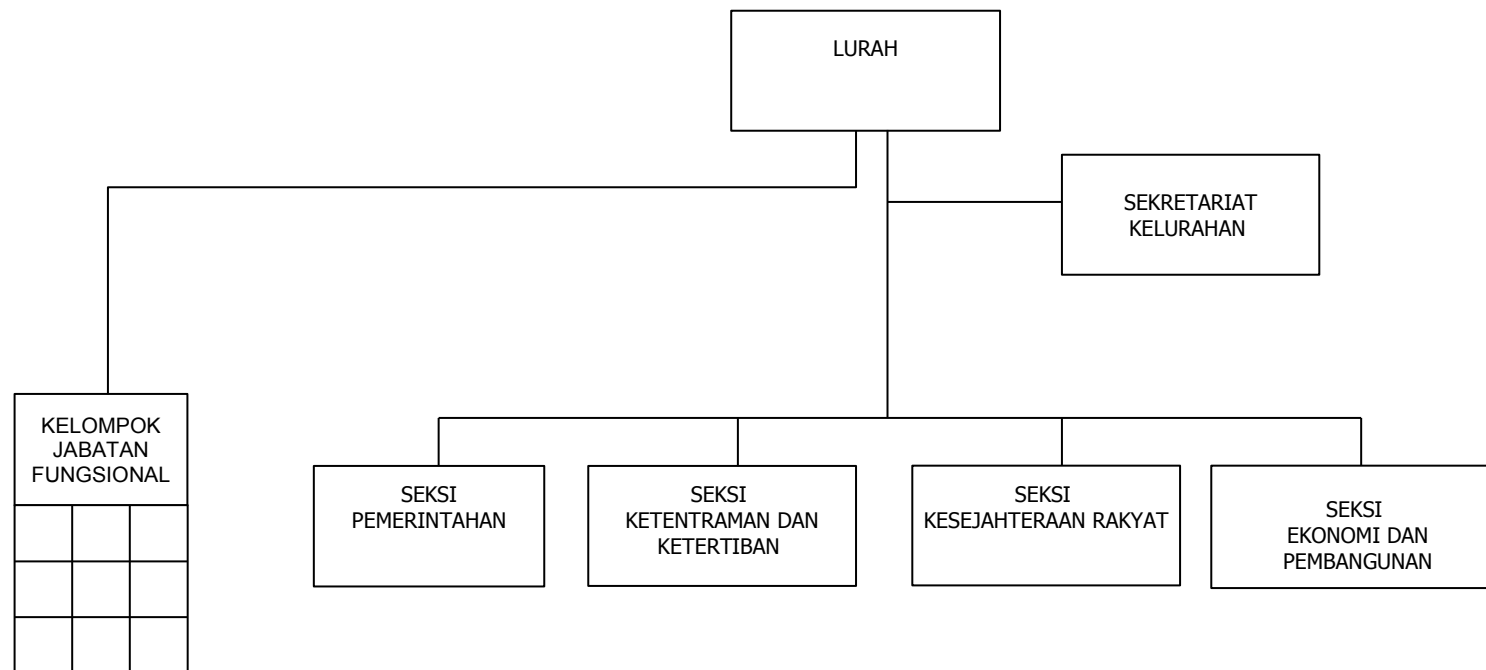 LURAH
SEKRETARIAT
KELURAHAN
KELOMPOK
JABATAN
FUNGSIONAL
SEKSI
PEMERINTAHAN
SEKSI
KETENTRAMAN DAN
KETERTIBAN
SEKSI
KESEJAHTERAAN RAKYAT
SEKSI
EKONOMI DAN
PEMBANGUNAN